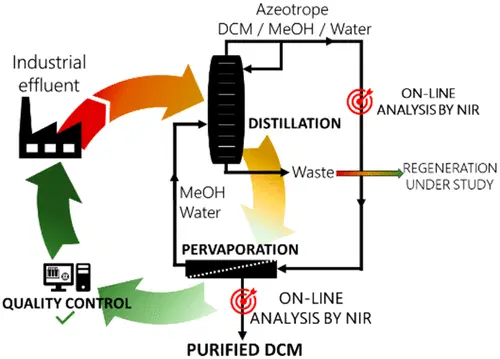 Azeotrope
DCM / MeOH / Water
Industrial
effluent
ON-LINE
ANALYSIS BY NIR
DISTILLATION
Waste
REGENERATION
UNDER STUDY
MeOH
Water
PERVAPORATION
QUALITY CONTROL
ON-LINE
ANALYSIS BY NIR
PURIFIED DCM